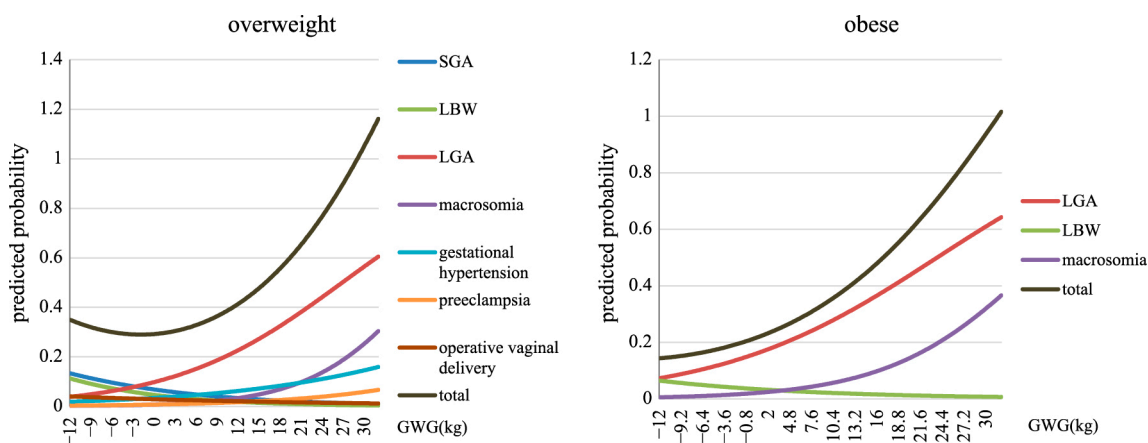 overweight
predicted probability
1.4
1.2
1
0.8
0.6
0.4
0.2
0
−12 −9 −6 −3 0 3 6 9 12 15 18 21 24 27 30
GWG(kg)
SGA
LBW
LGA
macrosomia
gestational
hypertension
preeclampsia
operative vaginal
delivery
total
obese
predicted probability
1.2
1
0.8
0.6
0.4
0.2
0
−12 −9.2 −6.4 −3.6 −0.8 2 4.8 7.6 10.4 13.2 16 18.8 21.6 24.4 27.2 30
GWG(kg)
LGA
LBW
macrosomia
total